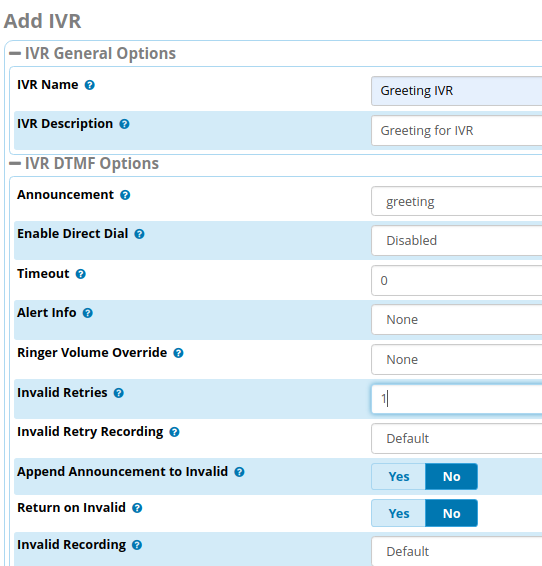 Add IVR
IVR General Options
IVR Name
Greeting IVR
IVR Description
Greeting for IVR
IVR DTMF Options
Announcement
greeting
Enable Direct Dial
Disabled
Timeout
0
Alert Info
None
Ringer Volume Override
None
Invalid Retries
1
Invalid Retry Recording
Default
Append Announcement to Invalid
Yes No
Return on Invalid
Yes No
Invalid Recording
Default